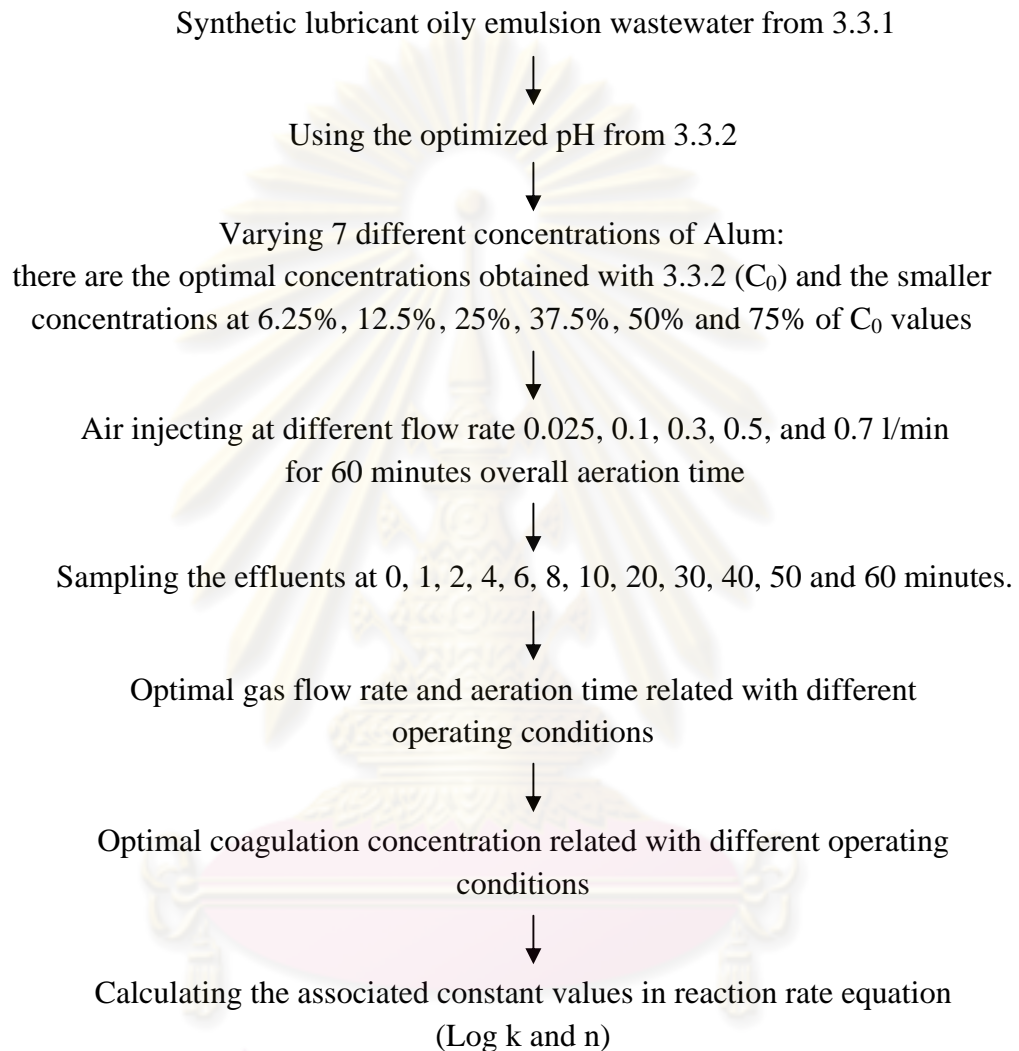 Synthetic lubricant oily emulsion wastewater from 3.3.1
Using the optimized pH from 3.3.2
Varying 7 different concentrations of Alum:
there are the optimal concentrations obtained with 3.3.2 (C₀) and the smaller
concentrations at 6.25%, 12.5%, 25%, 37.5%, 50% and 75% of C₀ values
Air injecting at different flow rate 0.025, 0.1, 0.3, 0.5, and 0.7 l/min
for 60 minutes overall aeration time
Sampling the effluents at 0, 1, 2, 4, 6, 8, 10, 20, 30, 40, 50 and 60 minutes.
Optimal gas flow rate and aeration time related with different
operating conditions
Optimal coagulation concentration related with different operating
conditions
Calculating the associated constant values in reaction rate equation
(Log k and n)